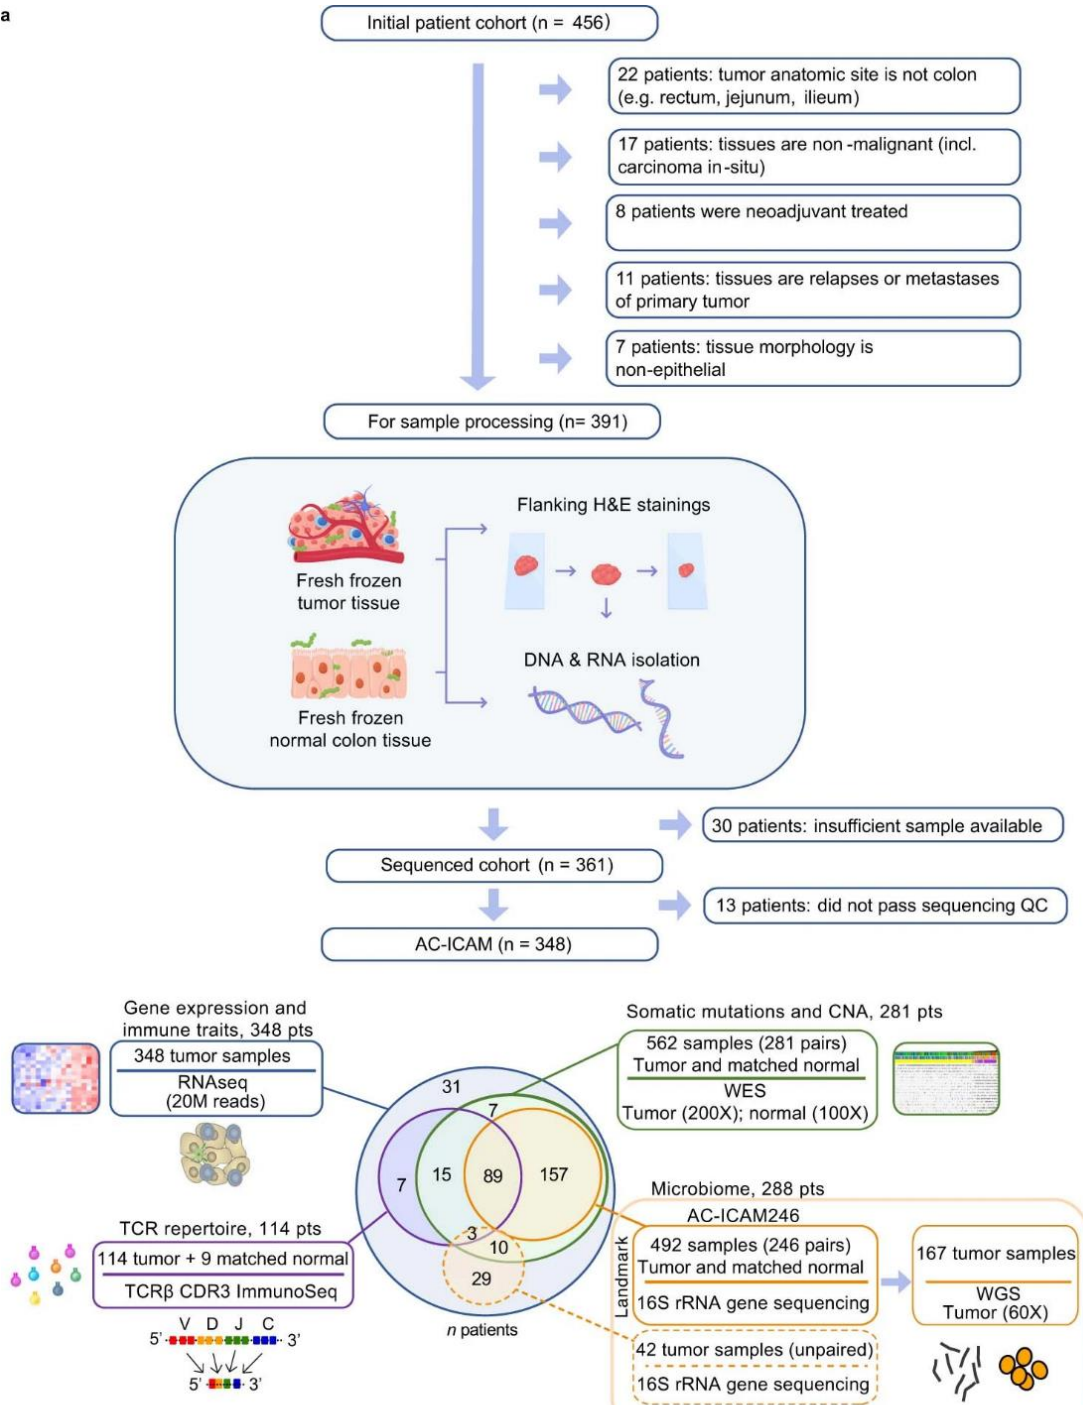 a
Initial patient cohort (n = 456)
22 patients: tumor anatomic site is not colon
(e.g. rectum, jejunum, ilieum)
17 patients: tissues are non-malignant (incl.
carcinoma in-situ)
8 patients were neoadjuvant treated
11 patients: tissues are relapses or metastases
of primary tumor
7 patients: tissue morphology is
non-epithelial
For sample processing (n= 391)
Flanking H&E stainings
Fresh frozen
tumor tissue
DNA & RNA isolation
Fresh frozen
normal colon tissue
30 patients: insufficient sample available
Sequenced cohort (n = 361)
13 patients: did not pass sequencing QC
AC-ICAM (n = 348)
Gene expression and
immune traits, 348 pts
348 tumor samples
RNAseq
(20M reads)
Somatic mutations and CNA, 281 pts
562 samples (281 pairs)
Tumor and matched normal
WES
Tumor (200X); normal (100X)
31
7
7
15
89
157
3
10
29
n patients
TCR repertoire, 114 pts
114 tumor + 9 matched normal
TCRβ CDR3 ImmunoSeq
V D J C
5' 3'
5' 3'
Microbiome, 288 pts
AC-ICAM246
Landmark
492 samples (246 pairs)
Tumor and matched normal
16S rRNA gene sequencing
167 tumor samples
WGS
Tumor (60X)
42 tumor samples (unpaired)
16S rRNA gene sequencing